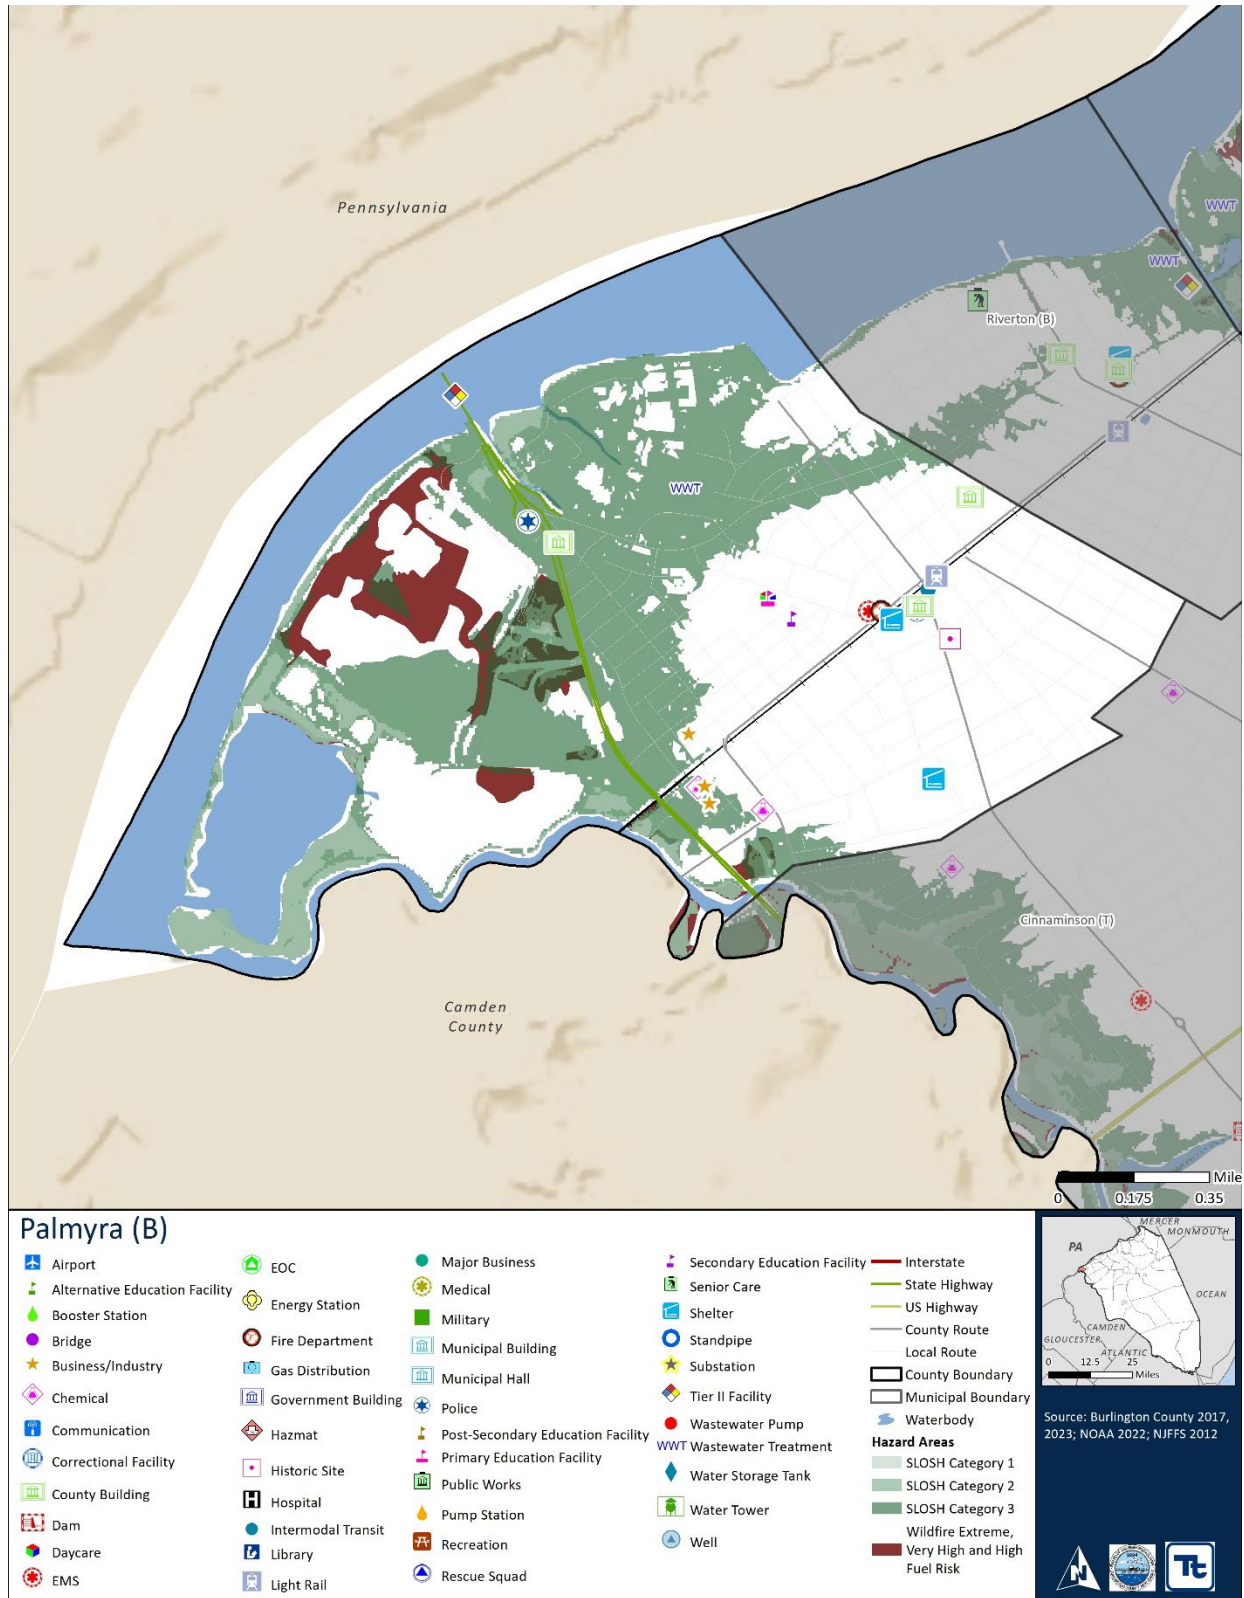 Pennsylvania
WWT
WWT
Riverton (B)
WWT
Cinnaminson (T)
Camden
County
Mile
0 0.175 0.35
Palmyra (B)
Airport
Alternative Education Facility
Booster Station
Bridge
Business/Industry
Chemical
Communication
Correctional Facility
County Building
Dam
Daycare
EMS
EOC
Energy Station
Fire Department
Gas Distribution
Government Building
Hazmat
Historic Site
Hospital
Intermodal Transit
Library
Light Rail
Major Business
Medical
Military
Municipal Building
Municipal Hall
Police
Post-Secondary Education Facility
Primary Education Facility
Public Works
Pump Station
Recreation
Rescue Squad
Secondary Education Facility
Senior Care
Shelter
Standpipe
Substation
Tier II Facility
Wastewater Pump
WWT Wastewater Treatment
Water Storage Tank
Water Tower
Well
Interstate
State Highway
US Highway
County Route
Local Route
County Boundary
Municipal Boundary
Waterbody
Hazard Areas
SLOSH Category 1
SLOSH Category 2
SLOSH Category 3
Wildfire Extreme,
Very High and High
Fuel Risk
MERCER
MONMOUTH
PA
OCEAN
CAMDEN
GLOUCESTER
ATLANTIC
0 12.5 25
Miles
Source: Burlington County 2017,
2023; NOAA 2022; NJFFS 2012
N
Tt